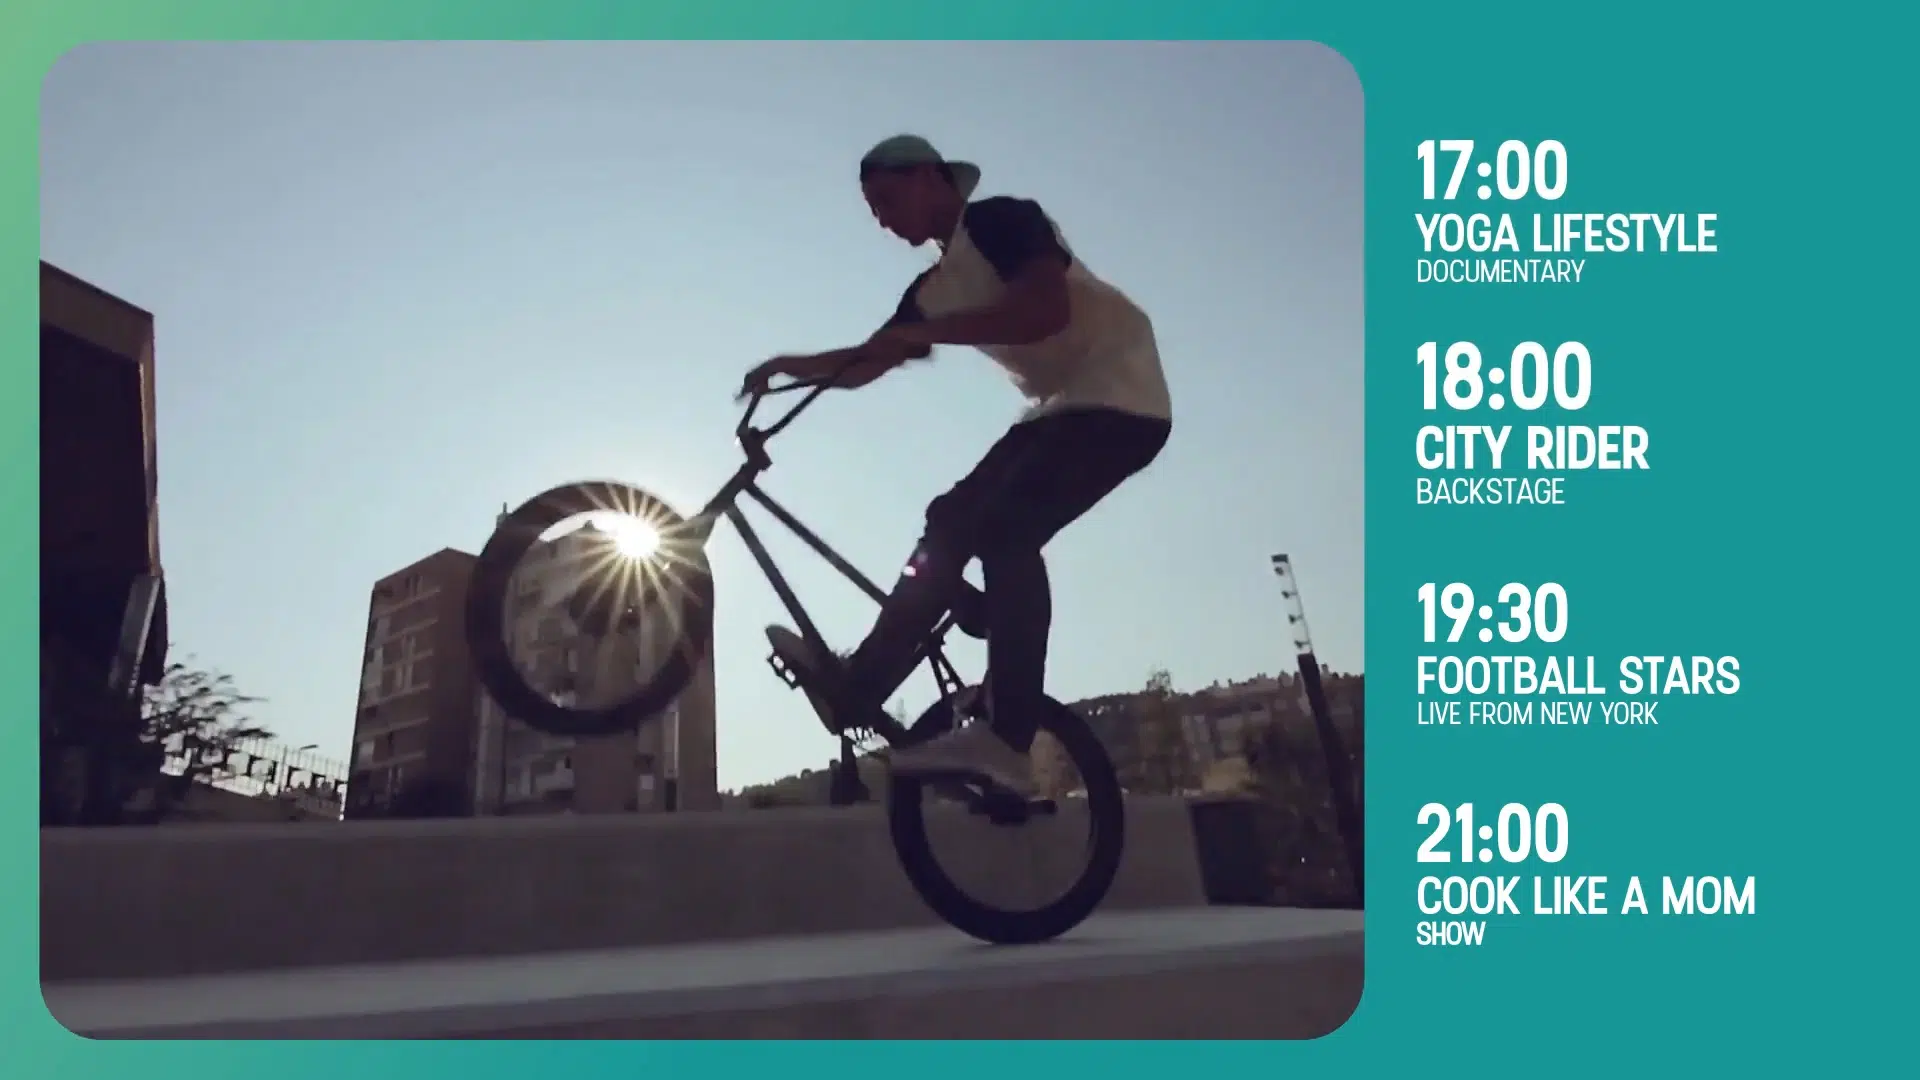 17:00
YOGA LIFESTYLE
DOCUMENTARY
18:00
CITY RIDER
BACKSTAGE
19:30
FOOTBALL STARS
LIVE FROM NEW YORK
21:00
COOK LIKE A MOM
SHOW